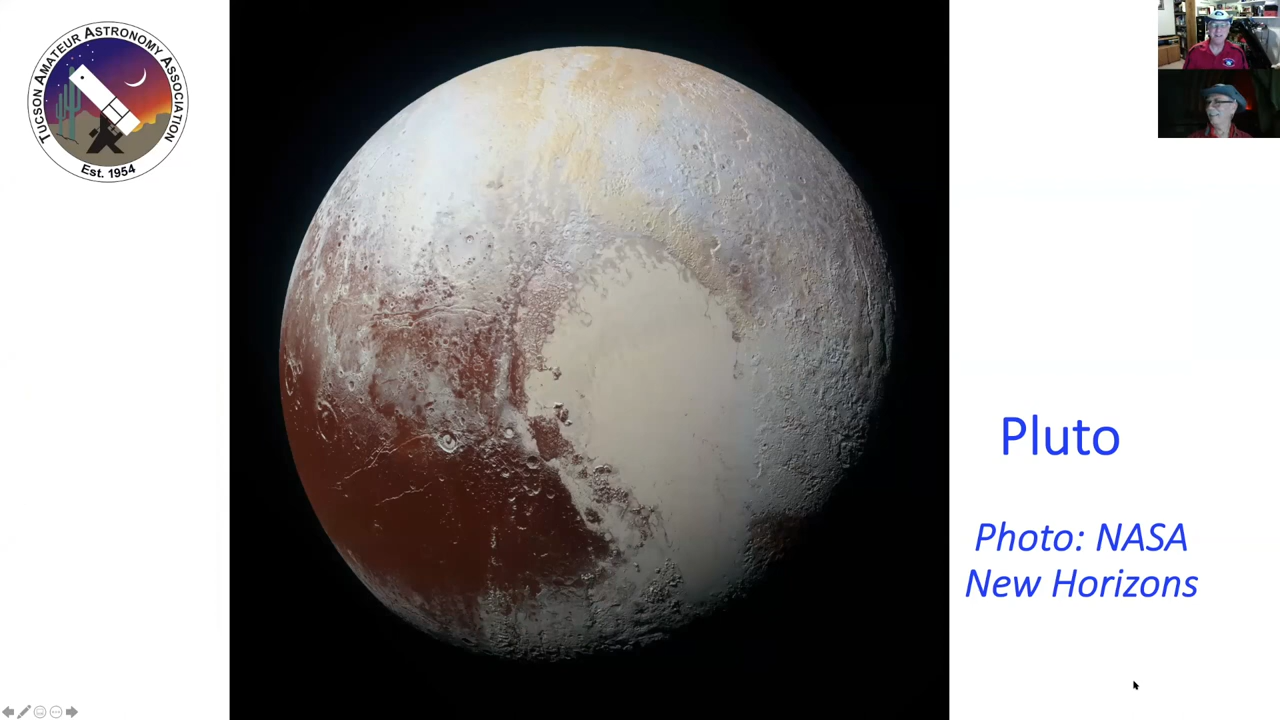 TUCSON AMATEUR ASTRONOMY ASSOCIATION
Est. 1954
Pluto
Photo: NASA
New Horizons